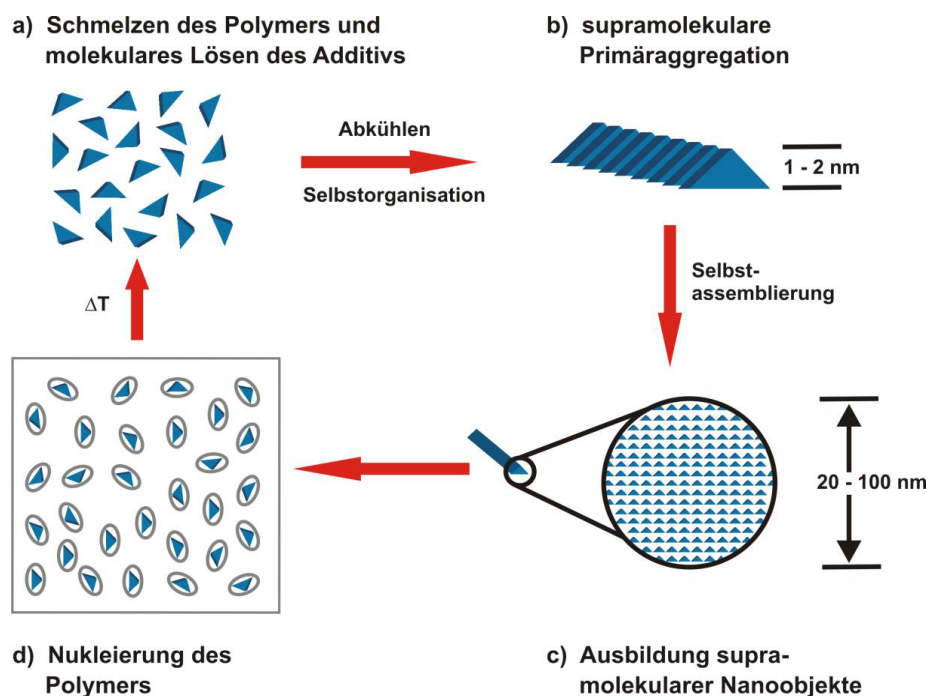 a) Schmelzen des Polymers und
molekulares Lösen des Additivs
b) supramolekulare
Primäraggregation
Abkühlen
Selbstorganisation
1 - 2 nm
Selbst-
assemblierung
ΔT
20 - 100 nm
d) Nukleierung des
Polymers
c) Ausbildung supra-
molekularer Nanoobjekte